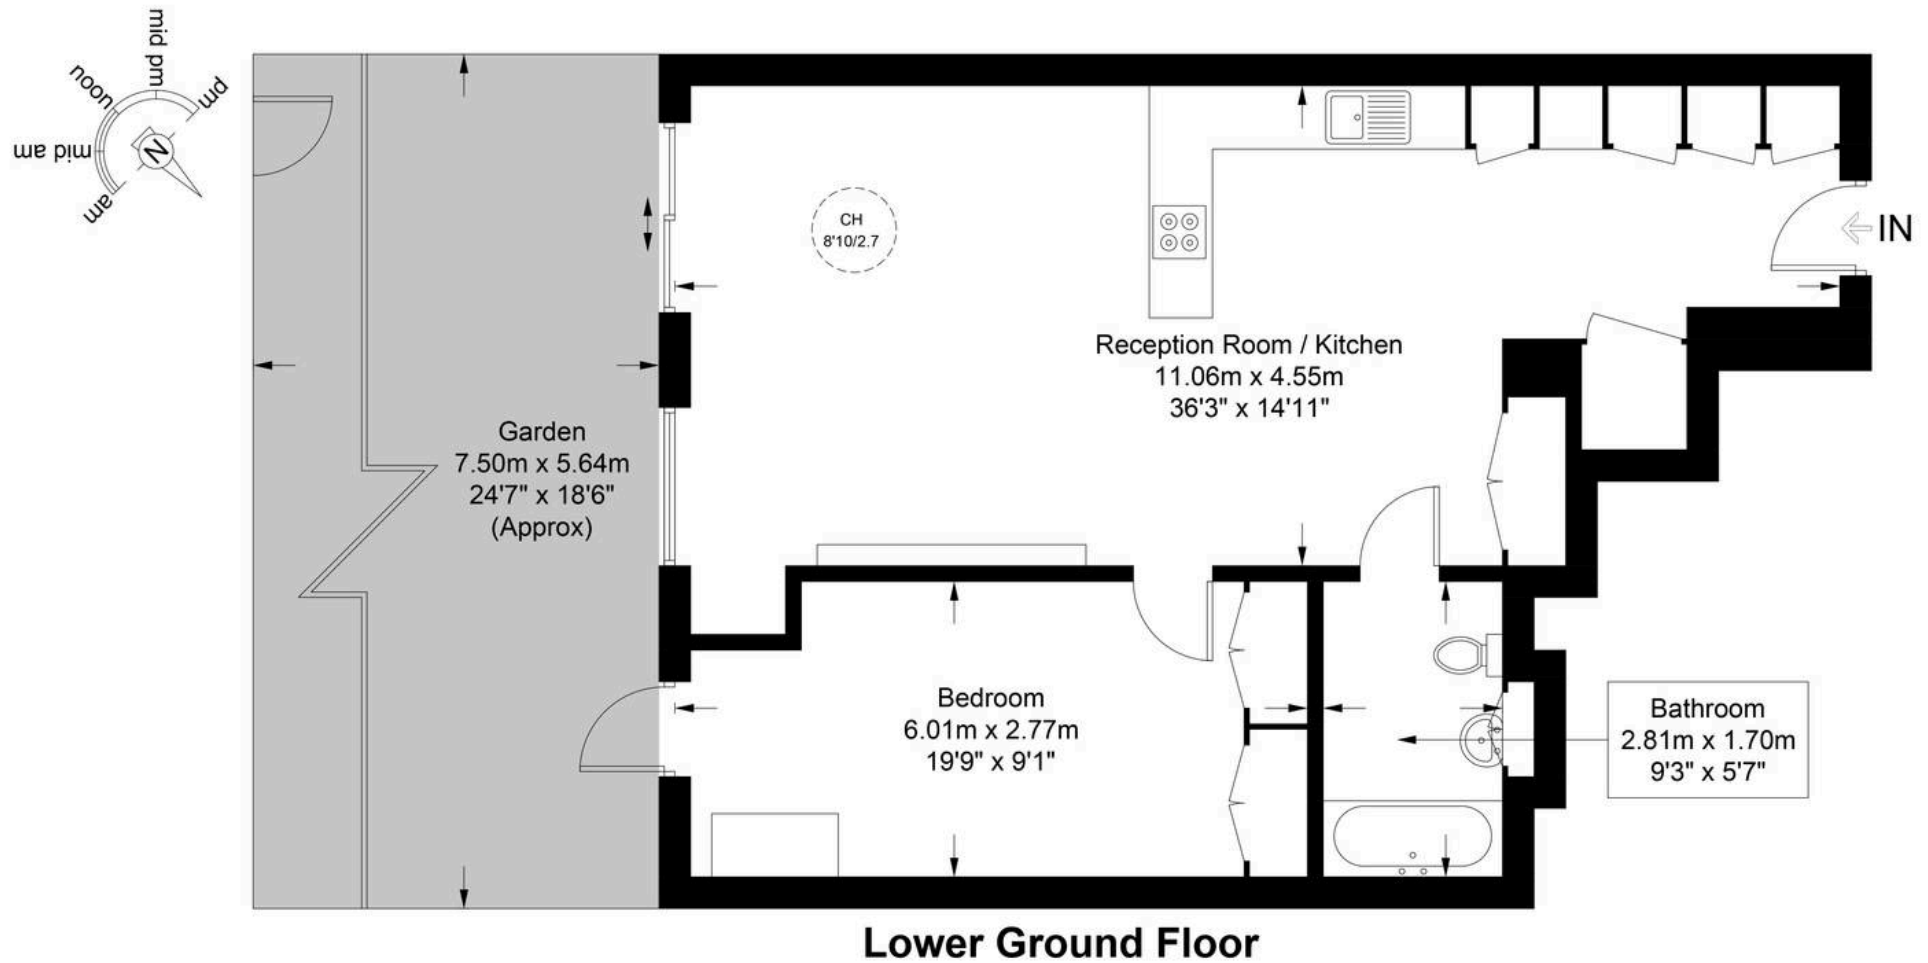 mid pm
noon
pm
mid am
am
N
IN
CH
8'10/2.7
Reception Room / Kitchen
11.06m x 4.55m
36'3" x 14'11"
Garden
7.50m x 5.64m
24'7" x 18'6"
(Approx)
Bedroom
6.01m x 2.77m
19'9" x 9'1"
Bathroom
2.81m x 1.70m
9'3" x 5'7"
Lower Ground Floor